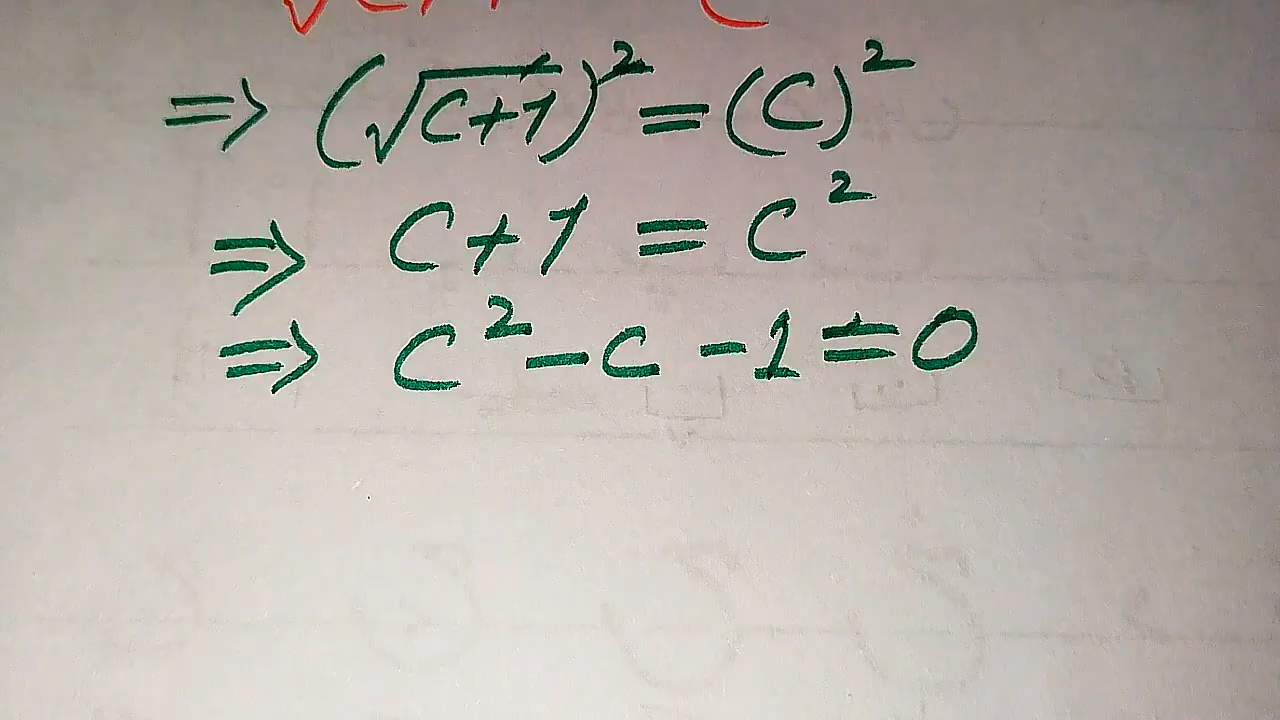 ⇒ (√(c+1))² = (c)²
⇒ c+1 = c²
⇒ c² - c - 1 = 0